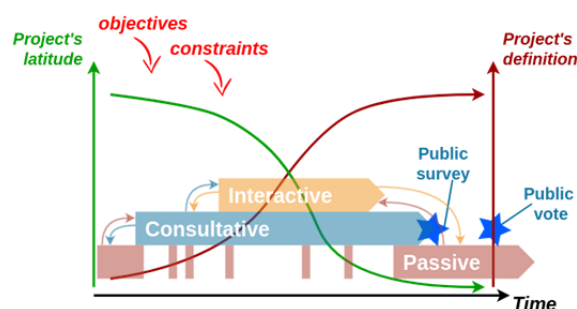 objectives
constraints
Project's
latitude
Project's
definition
Public
survey
Public
vote
Interactive
Consultative
Passive
Time